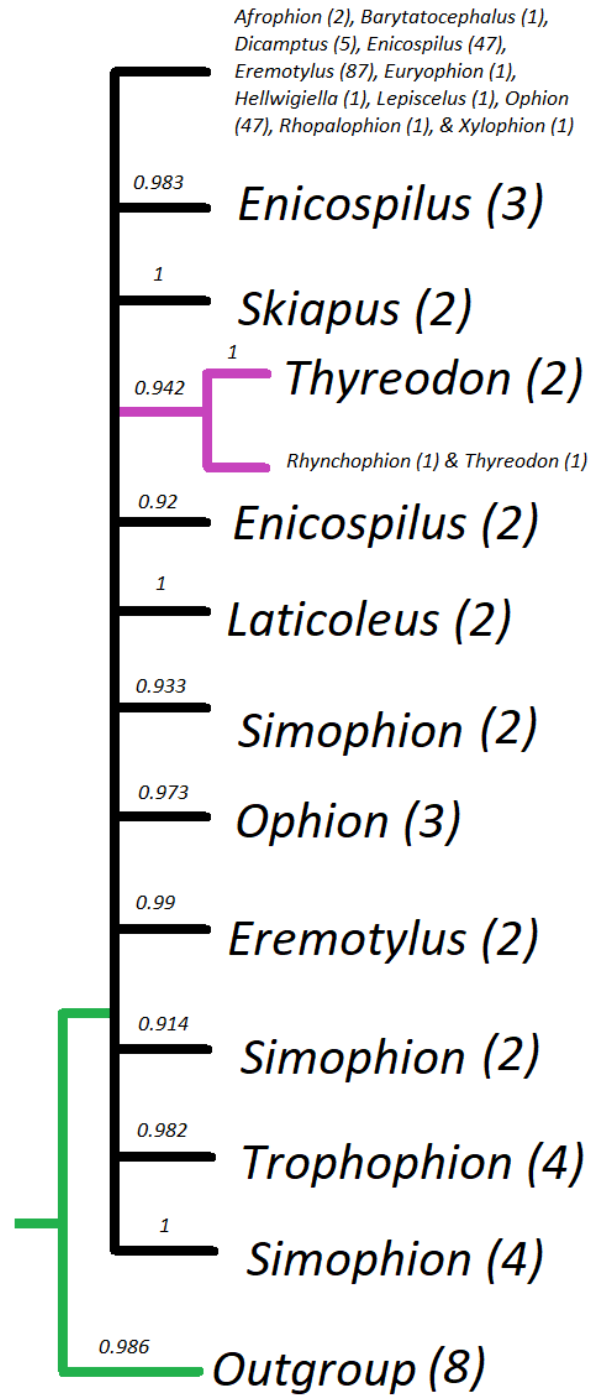 Afrophion (2), Barytatocephalus (1),
Dicamptus (5), Enicospilus (47),
Eremotylus (87), Euryophion (1),
Hellwigiella (1), Lepiscelus (1), Ophion
(47), Rhopalophion (1), & Xylophion (1)
0.983
Enicospilus (3)
1
Skiapus (2)
1
Thyreodon (2)
0.942
Rhynchophion (1) & Thyreodon (1)
0.92
Enicospilus (2)
1
Laticoleus (2)
0.933
Simophion (2)
0.973
Ophion (3)
0.99
Eremotylus (2)
0.914
Simophion (2)
0.982
Trophophion (4)
1
Simophion (4)
0.986
Outgroup (8)